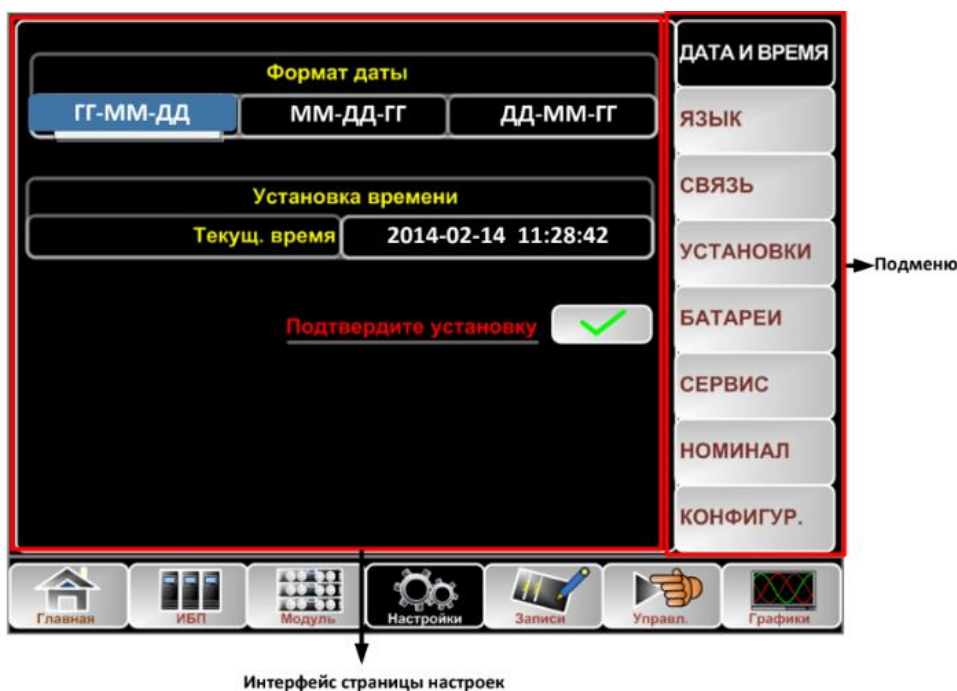 Формат даты
ГГ-ММ-ДД ММ-ДД-ГГ ДД-ММ-ГГ
Установка времени
Текущ. время 2014-02-14 11:28:42
Подтвердите установку
ДАТА И ВРЕМЯ
ЯЗЫК
СВЯЗЬ
УСТАНОВКИ
БАТАРЕИ
СЕРВИС
НОМИНАЛ
КОНФИГУР.
Подменю
Главная ИБП Модуль Настройки Записи Управл. Графики
Интерфейс страницы настроек